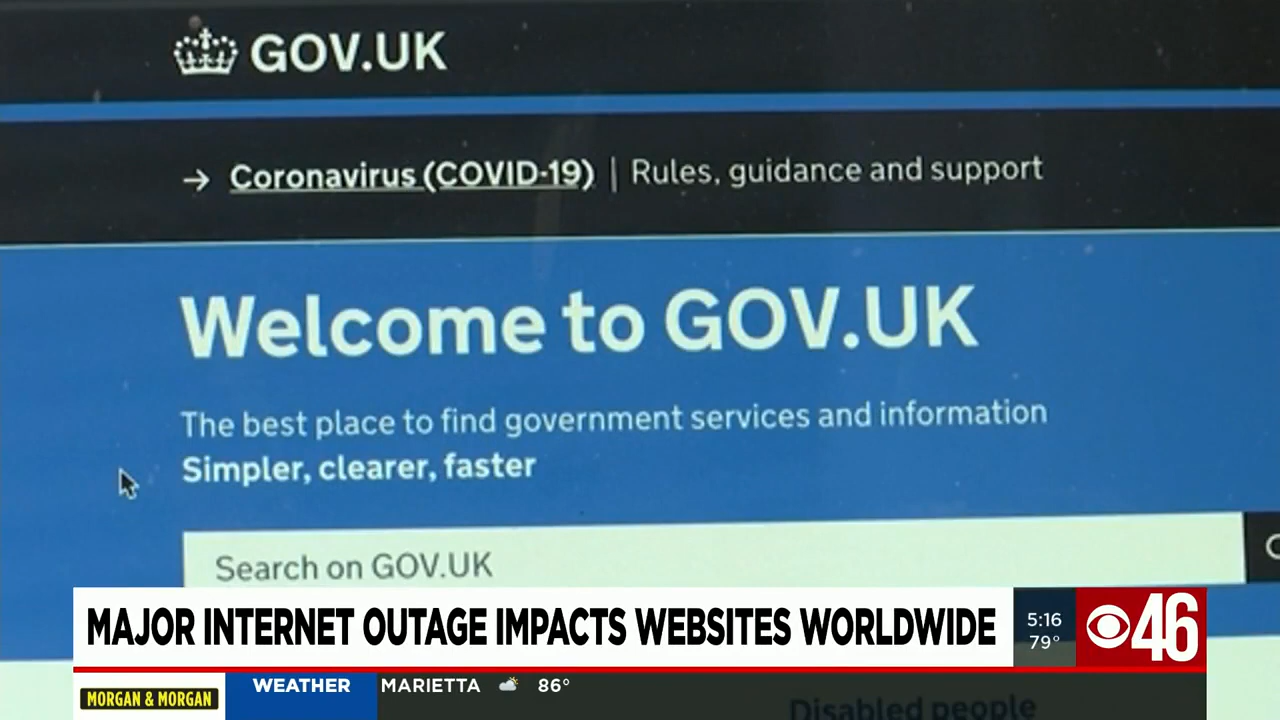 GOV.UK
→ Coronavirus (COVID-19) | Rules, guidance and support
Welcome to GOV.UK
The best place to find government services and information
Simpler, clearer, faster
Search on GOV.UK
MAJOR INTERNET OUTAGE IMPACTS WEBSITES WORLDWIDE
5:16
79°
46
MORGAN & MORGAN
WEATHER
MARIETTA
86°
Disabled people